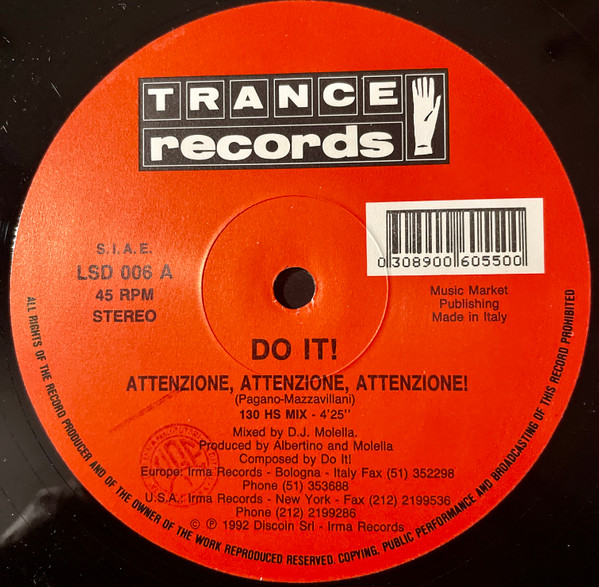 TRANCE
records
0 308900 605500
S.I.A.E.
LSD 006 A
45 RPM
STEREO
Music Market
Publishing
Made in Italy
DO IT!
ATTENZIONE, ATTENZIONE, ATTENZIONE!
(Pagano-Mazzavillani)
130 HS MIX - 4'25''
Mixed by D.J. Molella.
Produced by Albertino and Molella
Composed by Do It!
Europe: Irma Records - Bologna - Italy Fax (51) 352298
Phone (51) 353688
U.S.A.: Irma Records - New York - Fax (212) 2199536
Phone (212) 2199286
© ℗ 1992 Discoin Srl - Irma Records
ALL RIGHTS OF THE RECORD PRODUCER AND OF THE OWNER OF THE WORK REPRODUCED RESERVED. COPYING, PUBLIC PERFORMANCE AND BROADCASTING OF THIS RECORD PROHIBITED